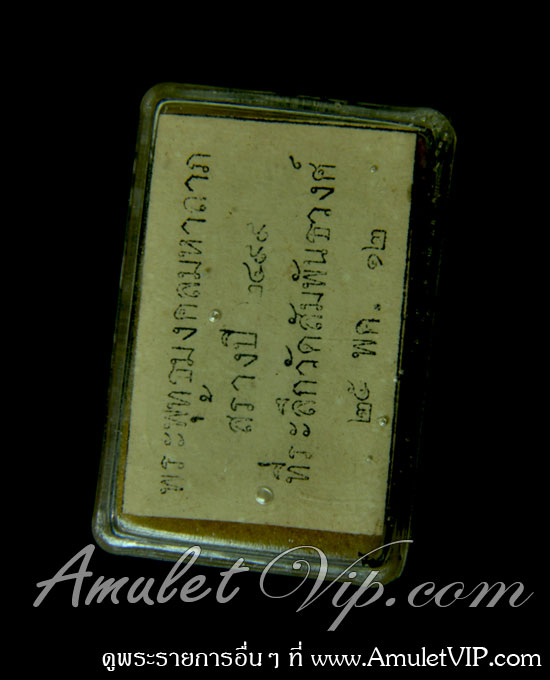 พระพุทธมงคลมหาลาภ
สร้างปี ๒๔๙๙
ที่ระลึกวัดสัมพันธวงศ์
๒๕ พค. ๑๒
Amulet Vip.com
ดูพระรายการอื่นๆ ที่ www.AmuletVIP.com